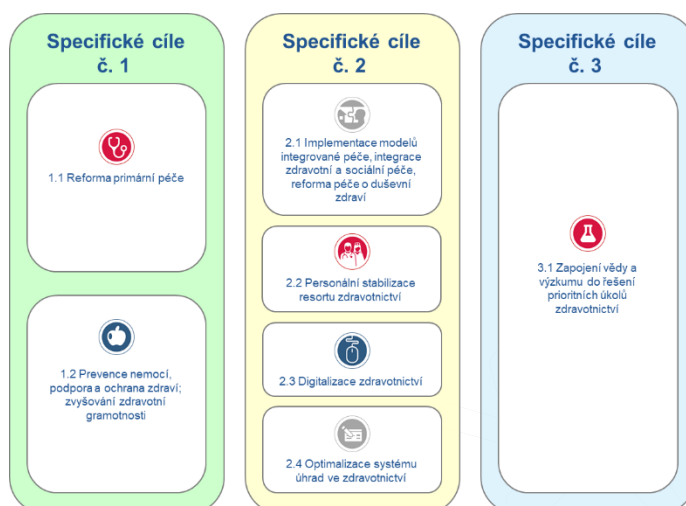 Specifické cíle
č. 1
1.1 Reforma primární péče
1.2 Prevence nemocí,
podpora a ochrana zdraví;
zvyšování zdravotní
gramotnosti
Specifické cíle
č. 2
2.1 Implementace modelů
integrované péče, integrace
zdravotní a sociální péče,
reforma péče o duševní
zdraví
2.2 Personální stabilizace
resortu zdravotnictví
2.3 Digitalizace zdravotnictví
2.4 Optimalizace systému
úhrad ve zdravotnictví
Specifické cíle
č. 3
3.1 Zapojení vědy a
výzkumu do řešení
prioritních úkolů
zdravotnictví